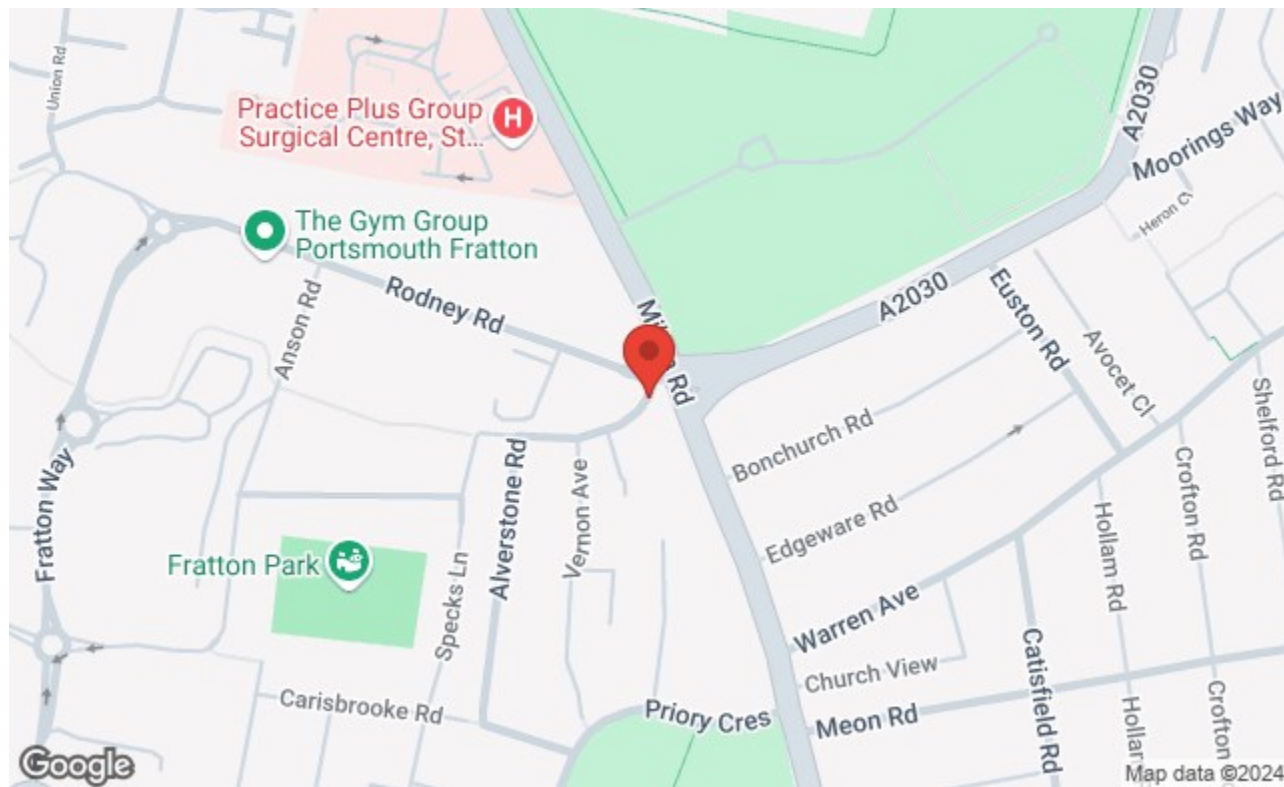 Union Rd
Practice Plus Group
Surgical Centre, St...
H
A2030
Moorings Way
Heron Cl
The Gym Group
Portsmouth Fratton
Rodney Rd
Anson Rd
A2030
Euston Rd
Avocet Cl
Shelford Rd
Rd
Bonchurch Rd
Fratton Way
Alverstone Rd
Vernon Ave
Edgeware Rd
Crofton Rd
Hollam Rd
Fratton Park
Specks Ln
Warren Ave
Catisfield Rd
Church View
Carisbrooke Rd
Priory Cres
Meon Rd
Google
Map data ©2024